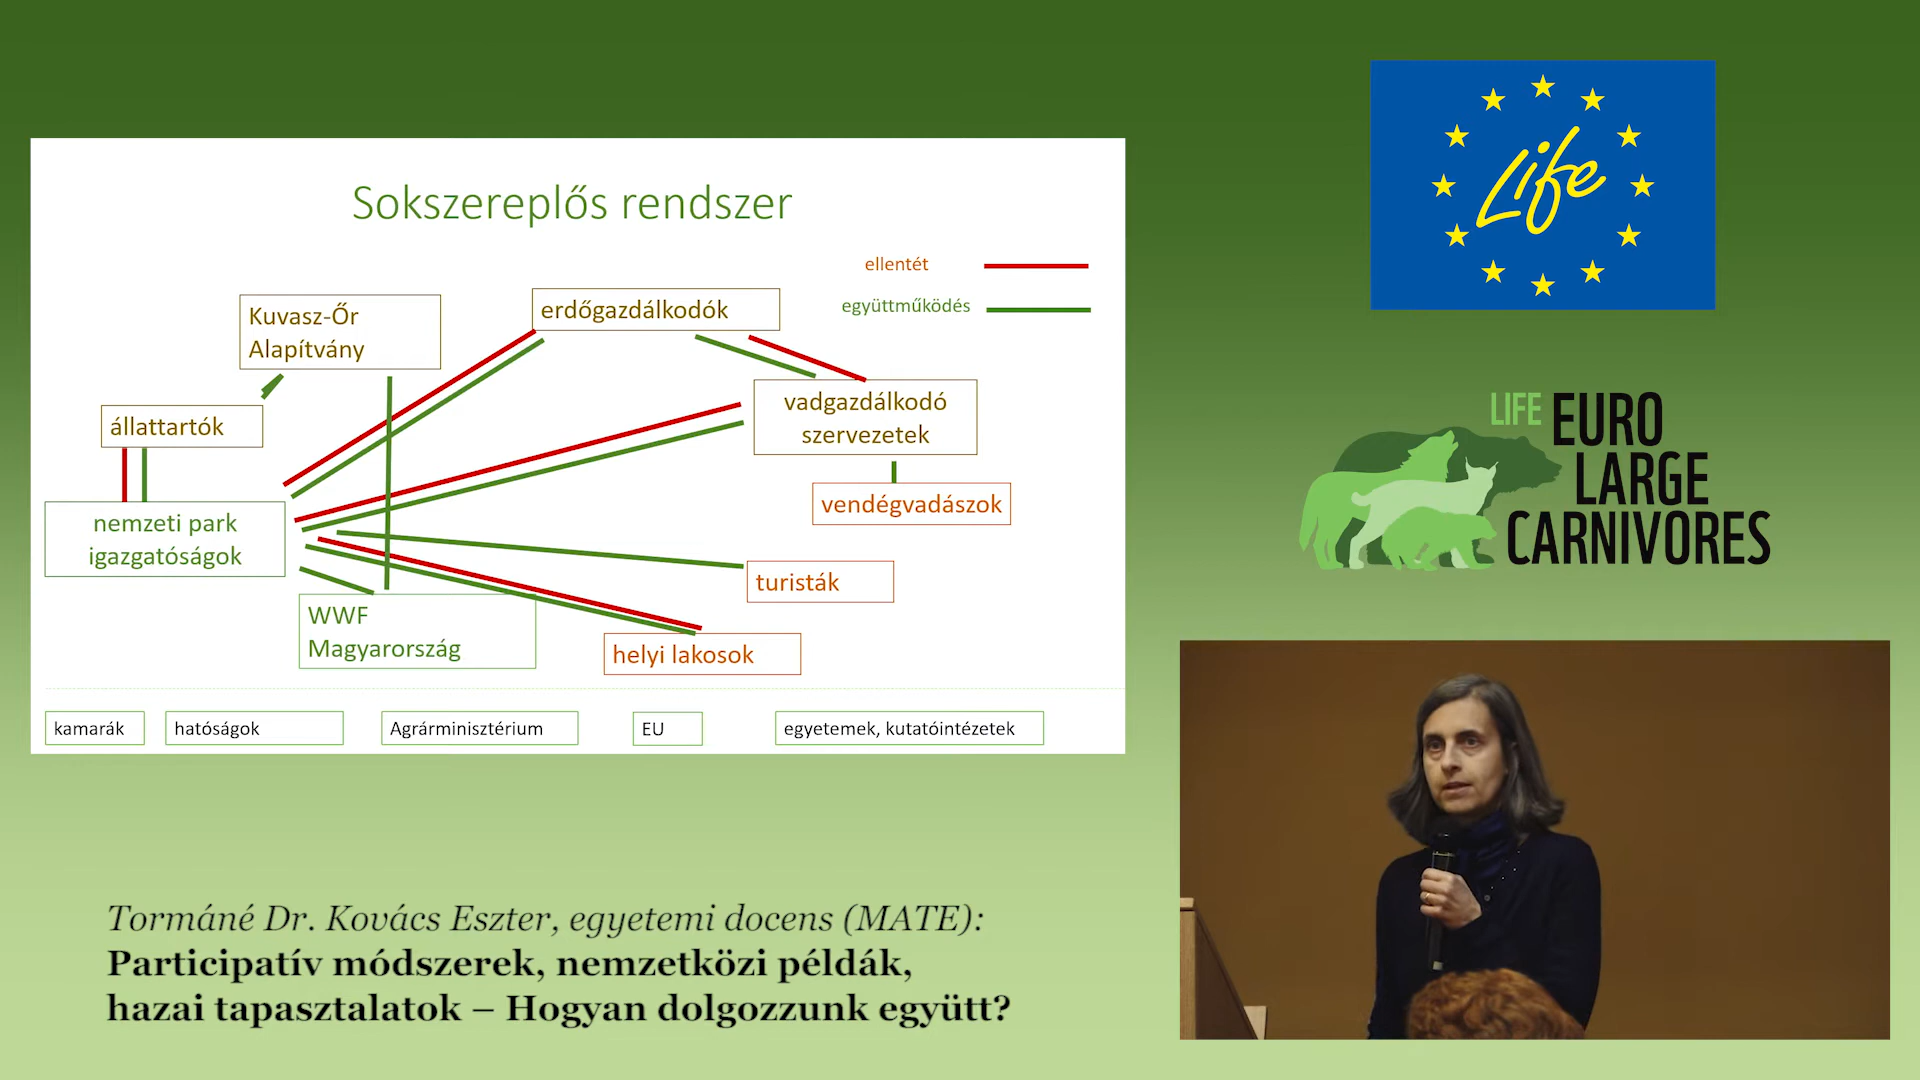 Sokszereplős rendszer
ellentét
együttműködés
Kuvasz-Őr
Alapítvány
erdőgazdálkodók
állattartók
vadgazdálkodó
szervezetek
vendégvadászok
nemzeti park
igazgatóságok
turisták
WWF
Magyarország
helyi lakosok
kamarák
hatóságok
Agrárminisztérium
EU
egyetemek, kutatóintézetek
Life
LIFE EURO
LARGE
CARNIVORES
Tormáné Dr. Kovács Eszter, egyetemi docens (MATE):
Participatív módszerek, nemzetközi példák,
hazai tapasztalatok – Hogyan dolgozzunk együtt?